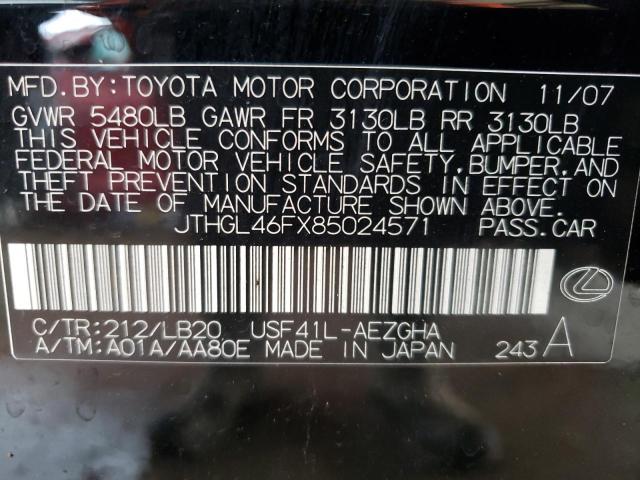 MFD.BY:TOYOTA MOTOR CORPORATION 11/07
GVWR 5480LB GAWR FR 3130LB RR 3130LB
THIS VEHICLE CONFORMS TO ALL APPLICABLE
FEDERAL MOTOR VEHICLE SAFETY,BUMPER,AND
THEFT PREVENTION STANDARDS IN EFFECT ON
THE DATE OF MANUFACTURE SHOWN ABOVE.
JTHGL46FX85024571 PASS.CAR
C/TR:212/LB20 USF41L-AEZGHA
A/TM:A01A/AA80E MADE IN JAPAN 243 A